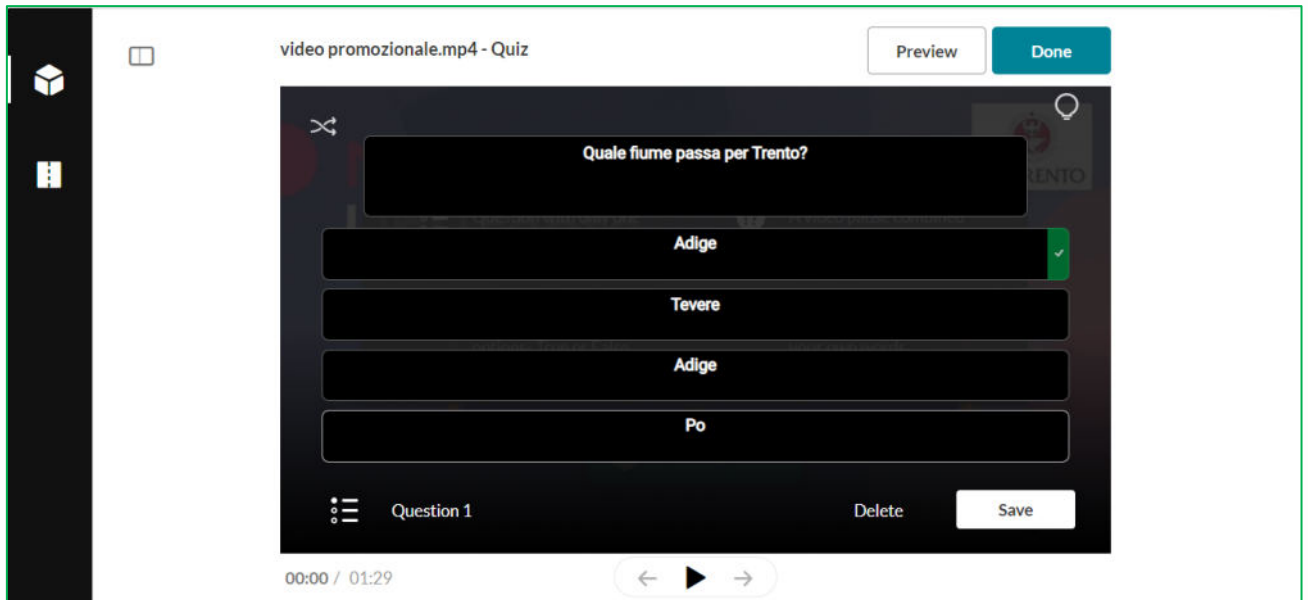 video promozionale.mp4 - Quiz
Preview
Done
Quale fiume passa per Trento?
Adige
Tevere
Adige
Po
Question 1
Delete
Save
00:00 / 01:29